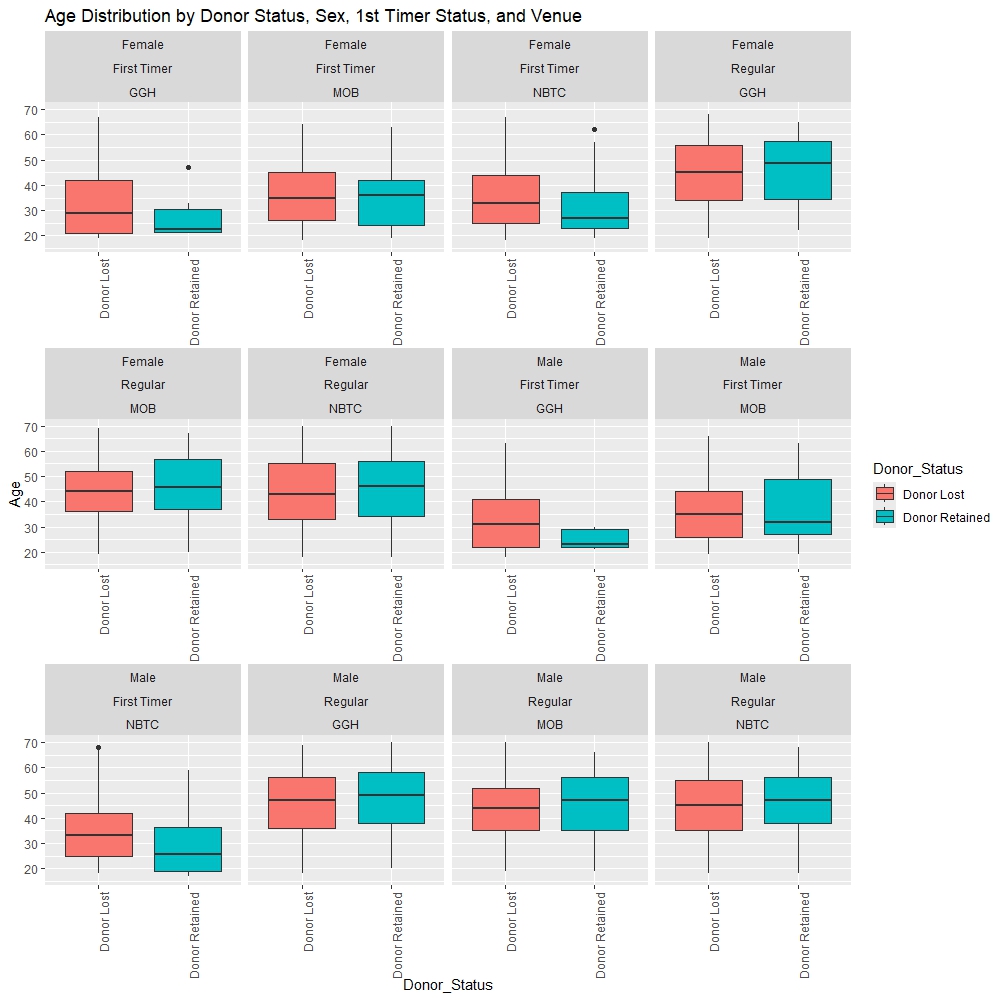 Age Distribution by Donor Status, Sex, 1st Timer Status, and Venue
Female
First Timer
GGH
Female
First Timer
MOB
Female
First Timer
NBTC
Female
Regular
GGH
70
60
50
40
30
20
Donor Lost
Donor Retained
Donor Lost
Donor Retained
Donor Lost
Donor Retained
Donor Lost
Donor Retained
Female
Regular
MOB
Female
Regular
NBTC
Male
First Timer
GGH
Male
First Timer
MOB
70
60
50
40
30
20
Age
Donor Lost
Donor Retained
Donor Lost
Donor Retained
Donor Lost
Donor Retained
Donor Lost
Donor Retained
Male
First Timer
NBTC
Male
Regular
GGH
Male
Regular
MOB
Male
Regular
NBTC
70
60
50
40
30
20
Donor Lost
Donor Retained
Donor Lost
Donor Retained
Donor Lost
Donor Retained
Donor Lost
Donor Retained
Donor_Status
Donor_Status
Donor Lost
Donor Retained